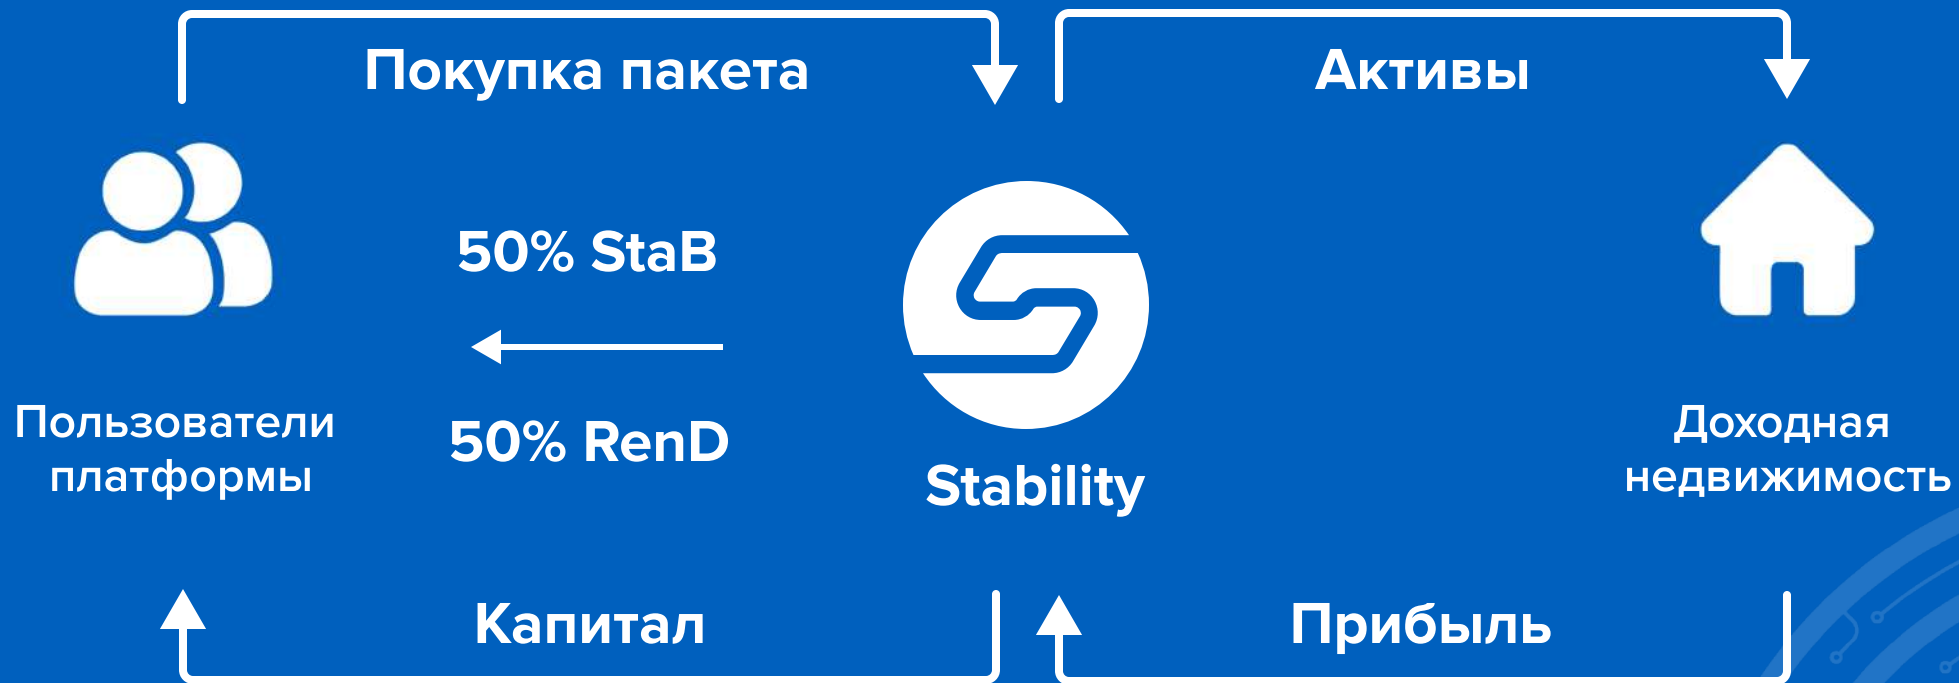 Покупка пакета
Активы
50% StaB
50% RenD
Пользователи
платформы
Stability
Доходная
недвижимость
Капитал
Прибыль